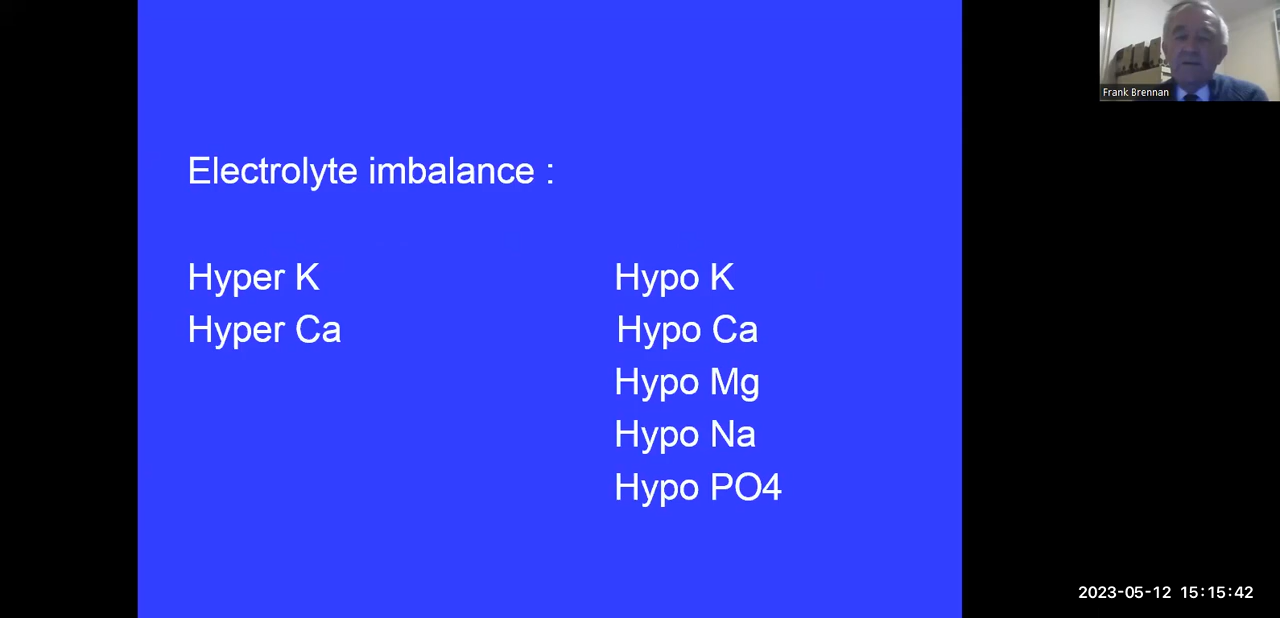 Frank Brennan
Electrolyte imbalance :
Hyper K
Hyper Ca
Hypo K
Hypo Ca
Hypo Mg
Hypo Na
Hypo PO4
2023-05-12 15:15:42